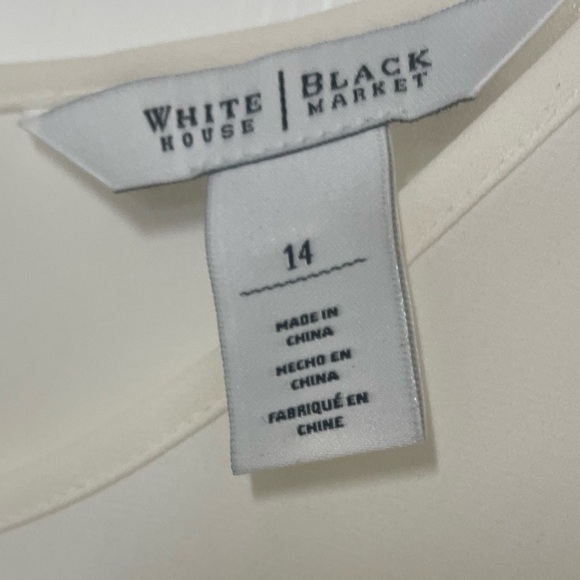 WHITE | BLACK
HOUSE | MARKET
14
MADE IN
CHINA
HECHO EN
CHINA
FABRIQUÉ EN
CHINE